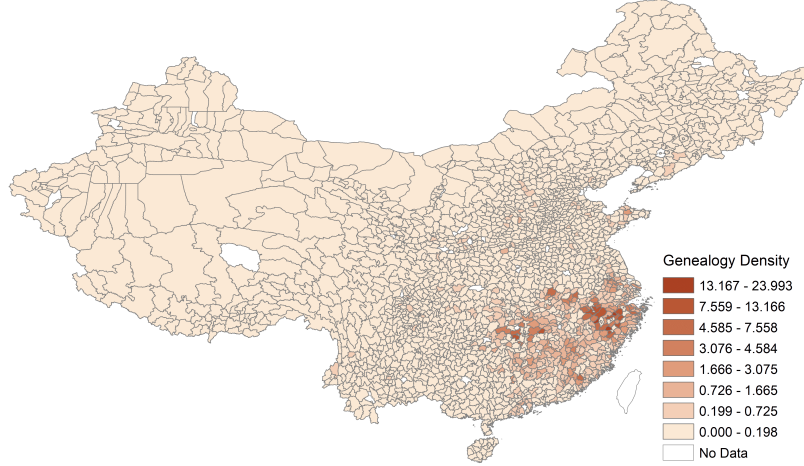 Genealogy Density
13.167 - 23.993
7.559 - 13.166
4.585 - 7.558
3.076 - 4.584
1.666 - 3.075
0.726 - 1.665
0.199 - 0.725
0.000 - 0.198
No Data